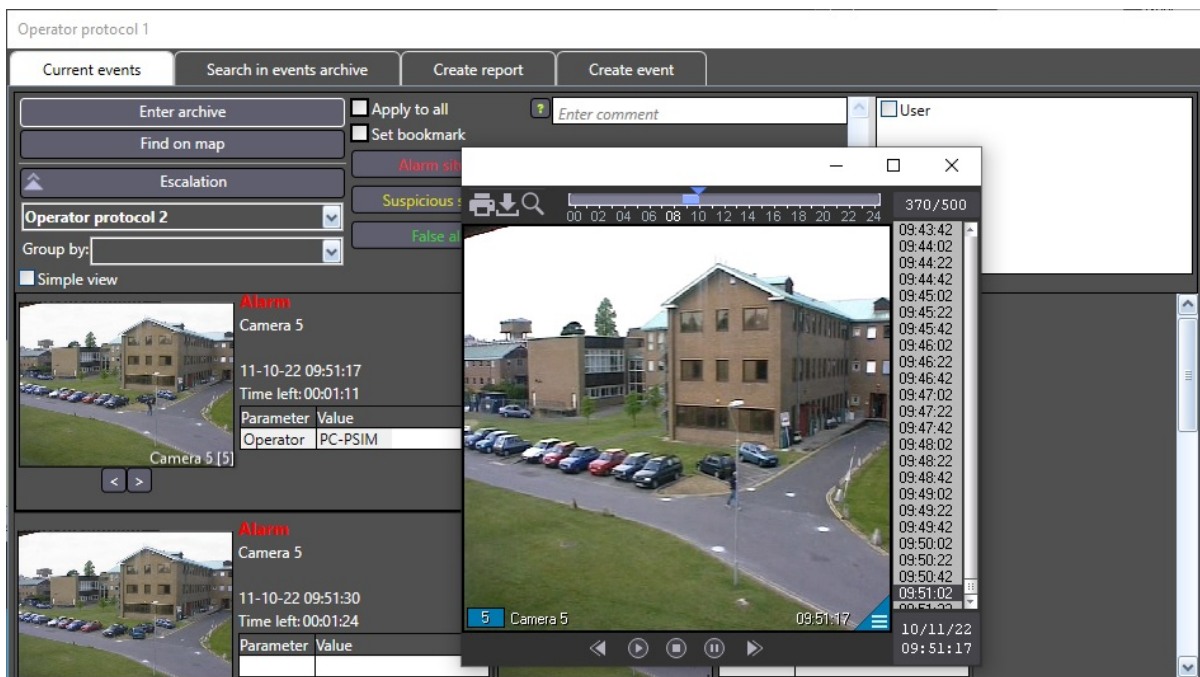 Operator protocol 1
Current events
Search in events archive
Create report
Create event
Enter archive
Find on map
Escalation
Operator protocol 2
Group by:
Simple view
Apply to all
Set bookmark
?
Enter comment
User
Alarm
Suspicious
False
Alarm
Camera 5
11-10-22 09:51:17
Time left: 00:01:11
Parameter Value
Operator PC-PSIM
Camera 5 [5]
< >
Alarm
Camera 5
11-10-22 09:51:30
Time left: 00:01:24
Parameter Value
00 02 04 06 08 10 12 14 16 18 20 22 24
370/500
09:43:42
09:44:02
09:44:22
09:44:42
09:45:02
09:45:22
09:45:42
09:46:02
09:46:22
09:46:42
09:47:02
09:47:22
09:47:42
09:48:02
09:48:22
09:48:42
09:49:02
09:49:22
09:49:42
09:50:02
09:50:22
09:50:42
09:51:02
5 Camera 5 09:51:17
10/11/22
09:51:17